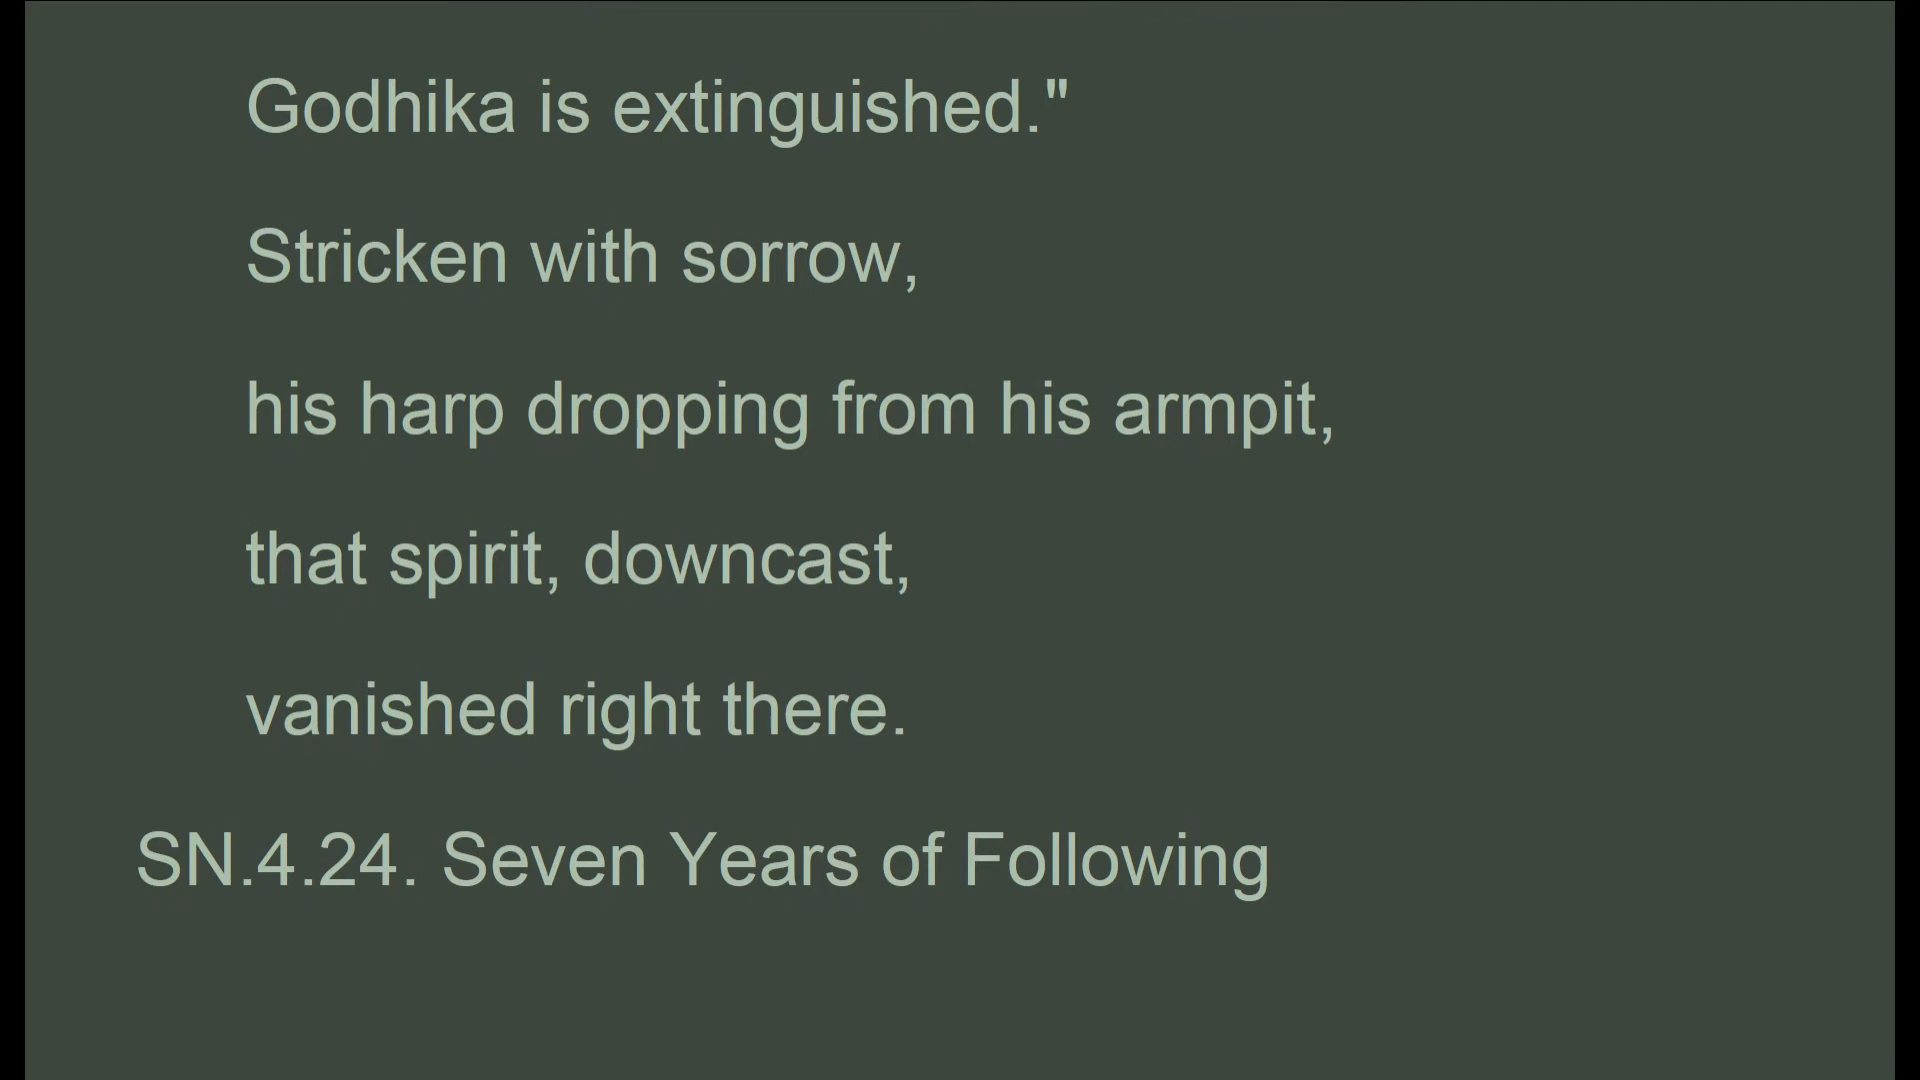 Godhika is extinguished."
Stricken with sorrow,
his harp dropping from his armpit,
that spirit, downcast,
vanished right there.
SN.4.24. Seven Years of Following